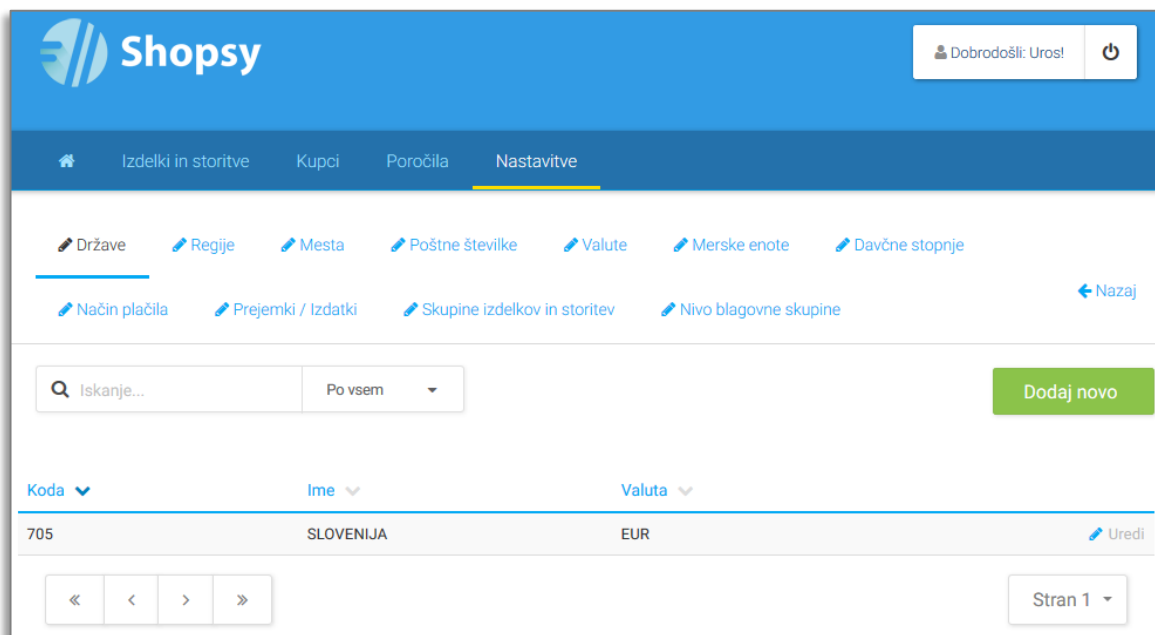 Shopsy
Dobrodošli: Uros!
Izdelki in storitve Kupci Poročila Nastavitve
Države Regije Mesta Poštne številke Valute Merske enote Davčne stopnje
Nazaj
Način plačila Prejemki / Izdatki Skupine izdelkov in storitev Nivo blagovne skupine
Iskanje... Po vsem Dodaj novo
Koda Ime Valuta
705 SLOVENIJA EUR Uredi
Stran 1